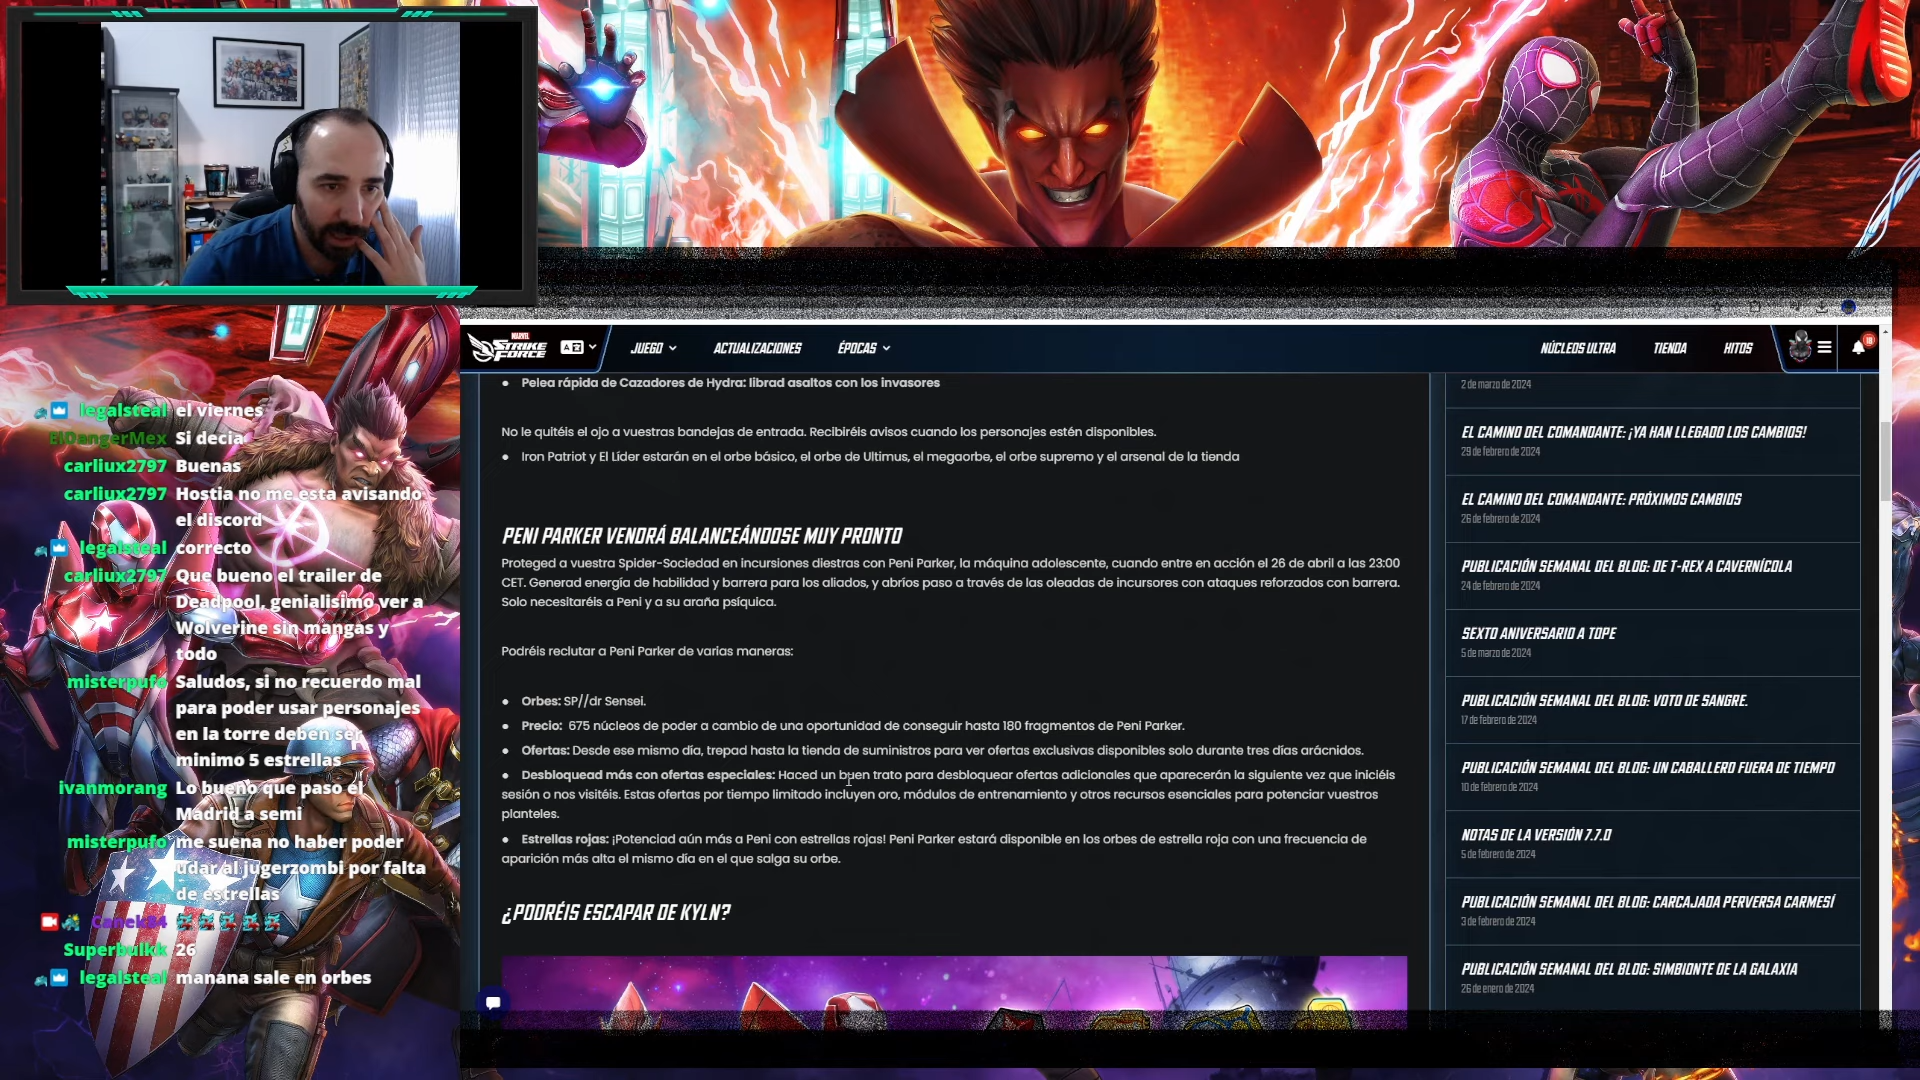 MARVEL
STRIKE
FORCE
JUEGO
ACTUALIZACIONES
ÉPOCAS
NÚCLEOS ULTRA
TIENDA
HITOS
legalsteal el viernes
ElDangerMex Si decia
carliux2797 Buenas
carliux2797 Hostia no me esta avisando
el discord
legalsteal correcto
carliux2797 Que bueno el trailer de
Deadpool, genialisimo ver a
Wolverine sin mangas y
todo
misterpufo Saludos, si no recuerdo mal
para poder usar personajes
en la torre deben ser
minimo 5 estrellas
ivanmorang Lo bueno que paso el
Madrid a semi
misterpufo me suena no haber poder
udar al jugerzombi por falta
de estrellas
Canek94
Superbulkk 26
legalsteal manana sale en orbes
• Pelea rápida de Cazadores de Hydra: librad asaltos con los invasores
No le quitéis el ojo a vuestras bandejas de entrada. Recibiréis avisos cuando los personajes estén disponibles.
• Iron Patriot y El Líder estarán en el orbe básico, el orbe de Ultimus, el megaorbe, el orbe supremo y el arsenal de la tienda
PENI PARKER VENDRÁ BALANCEÁNDOSE MUY PRONTO
Proteged a vuestra Spider-Sociedad en incursiones diestras con Peni Parker, la máquina adolescente, cuando entre en acción el 26 de abril a las 23:00
CET. Generad energía de habilidad y barrera para los aliados, y abríos paso a través de las oleadas de incursores con ataques reforzados con barrera.
Solo necesitaréis a Peni y a su araña psíquica.
Podréis reclutar a Peni Parker de varias maneras:
• Orbes: SP//dr Sensei.
• Precio: 675 núcleos de poder a cambio de una oportunidad de conseguir hasta 180 fragmentos de Peni Parker.
• Ofertas: Desde ese mismo día, trepad hasta la tienda de suministros para ver ofertas exclusivas disponibles solo durante tres días arácnidos.
• Desbloquead más con ofertas especiales: Haced un buen trato para desbloquear ofertas adicionales que aparecerán la siguiente vez que iniciéis
sesión o nos visitéis. Estas ofertas por tiempo limitado incluyen oro, módulos de entrenamiento y otros recursos esenciales para potenciar vuestros
planteles.
• Estrellas rojas: ¡Potenciad aún más a Peni con estrellas rojas! Peni Parker estará disponible en los orbes de estrella roja con una frecuencia de
aparición más alta el mismo día en el que salga su orbe.
¿PODRÉIS ESCAPAR DE KYLN?
2 de marzo de 2024
EL CAMINO DEL COMANDANTE: ¡YA HAN LLEGADO LOS CAMBIOS!
29 de febrero de 2024
EL CAMINO DEL COMANDANTE: PRÓXIMOS CAMBIOS
26 de febrero de 2024
PUBLICACIÓN SEMANAL DEL BLOG: DE T-REX A CAVERNÍCOLA
24 de febrero de 2024
SEXTO ANIVERSARIO A TOPE
5 de marzo de 2024
PUBLICACIÓN SEMANAL DEL BLOG: VOTO DE SANGRE.
17 de febrero de 2024
PUBLICACIÓN SEMANAL DEL BLOG: UN CABALLERO FUERA DE TIEMPO
10 de febrero de 2024
NOTAS DE LA VERSIÓN 7.7.0
5 de febrero de 2024
PUBLICACIÓN SEMANAL DEL BLOG: CARCAJADA PERVERSA CARMESÍ
3 de febrero de 2024
PUBLICACIÓN SEMANAL DEL BLOG: SIMBIONTE DE LA GALAXIA
26 de enero de 2024